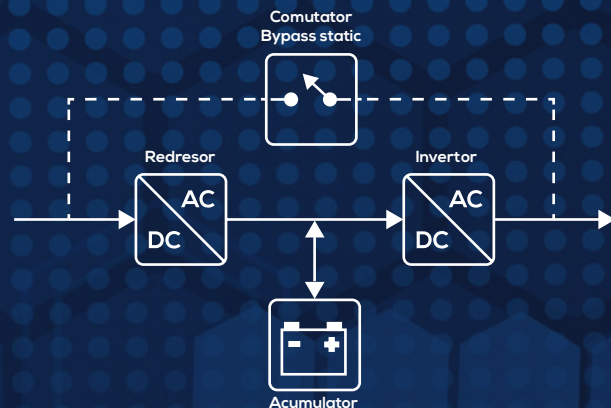 Comutator
Bypass static
Redresor
Invertor
AC
DC
AC
DC
Acumulator